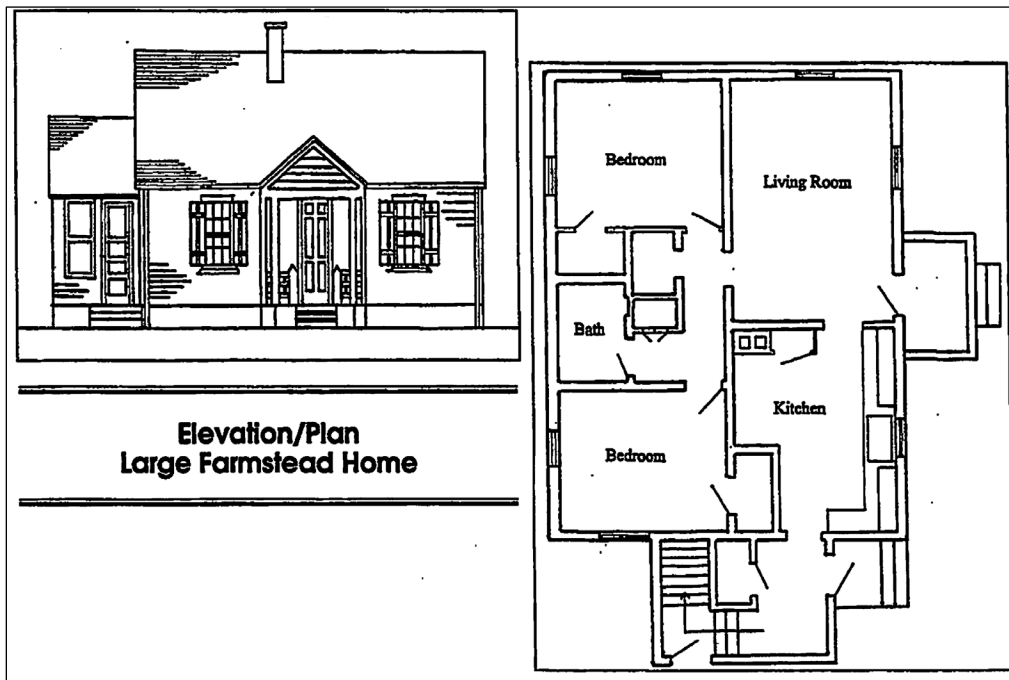 Elevation/Plan
Large Farmstead Home
Bedroom
Living Room
Bath
Kitchen
Bedroom